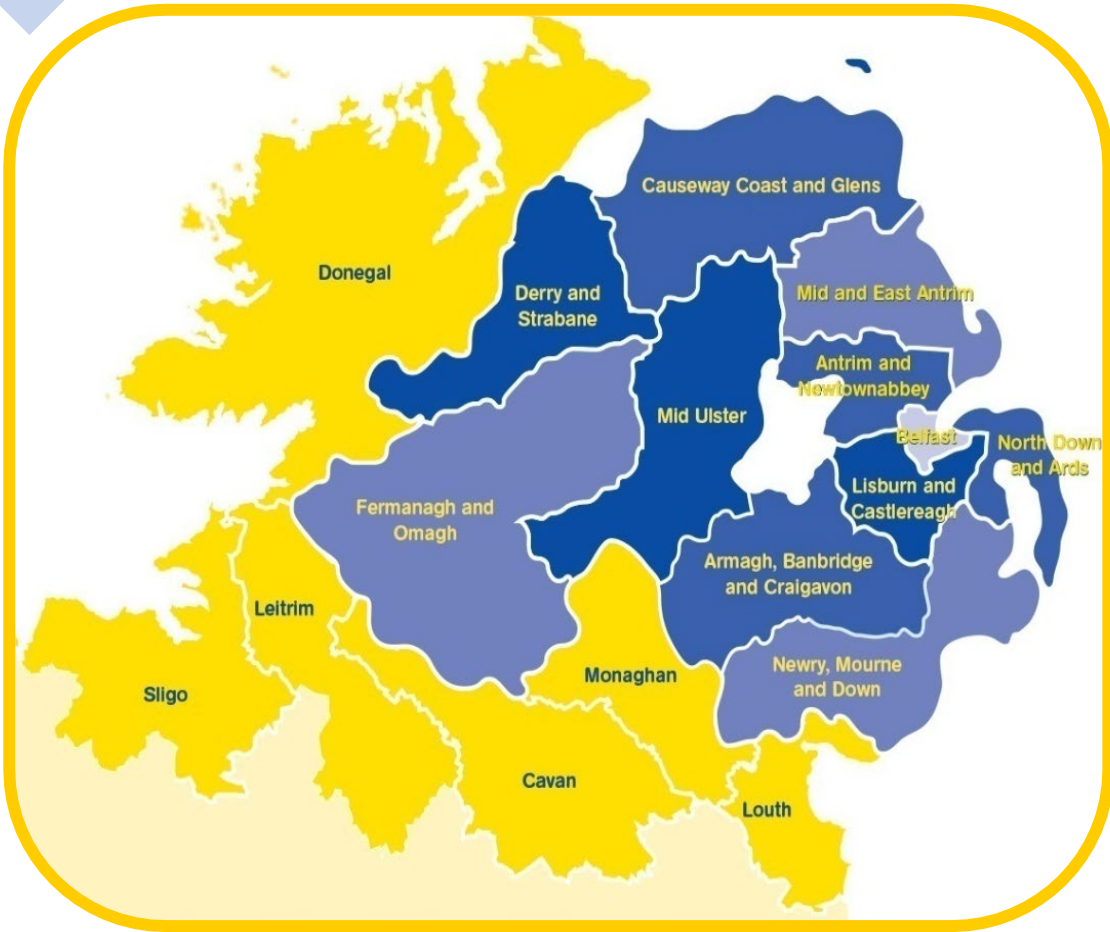 Causeway Coast and Glens
Donegal
Derry and
Strabane
Mid and East Antrim
Antrim and
Newtownabbey
Mid Ulster
Belfast
North Down
and Ards
Lisburn and
Castlereagh
Fermanagh and
Omagh
Armagh, Banbridge
and Craigavon
Leitrim
Monaghan
Newry, Mourne
and Down
Sligo
Cavan
Louth